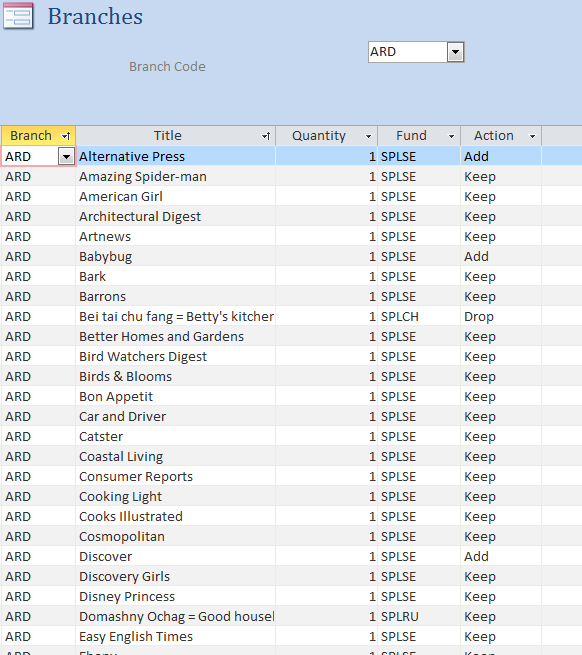 Branches
ARD
Branch Code
Branch Title Quantity Fund Action
ARD Alternative Press 1 SPLSE Add
ARD Amazing Spider-man 1 SPLSE Keep
ARD American Girl 1 SPLSE Keep
ARD Architectural Digest 1 SPLSE Keep
ARD Artnews 1 SPLSE Keep
ARD Babybug 1 SPLSE Add
ARD Bark 1 SPLSE Keep
ARD Barrons 1 SPLSE Keep
ARD Bei tai chu fang = Betty's kitchen 1 SPLCH Drop
ARD Better Homes and Gardens 1 SPLSE Keep
ARD Bird Watchers Digest 1 SPLSE Keep
ARD Birds & Blooms 1 SPLSE Keep
ARD Bon Appetit 1 SPLSE Keep
ARD Car and Driver 1 SPLSE Keep
ARD Catster 1 SPLSE Keep
ARD Coastal Living 1 SPLSE Keep
ARD Consumer Reports 1 SPLSE Keep
ARD Cooking Light 1 SPLSE Keep
ARD Cooks Illustrated 1 SPLSE Keep
ARD Cosmopolitan 1 SPLSE Keep
ARD Discover 1 SPLSE Add
ARD Discovery Girls 1 SPLSE Keep
ARD Disney Princess 1 SPLSE Keep
ARD Domashny Ochag = Good 1 SPLRU Keep
ARD Easy English Times 1 SPLSE Keep